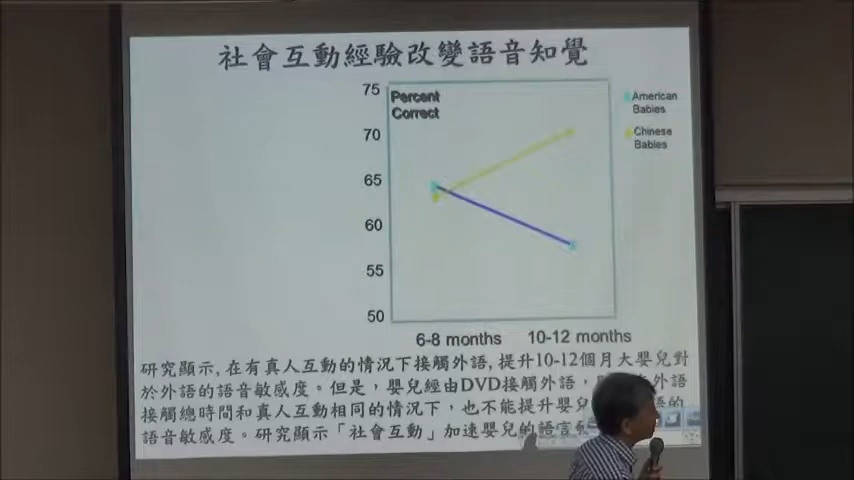 社會互動經驗改變語音知覺
75
Percent
Correct
American
Babies
Chinese
Babies
70
65
60
55
50
6-8 months 10-12 months
研究顯示, 在有真人互動的情況下接觸外語, 提升10-12個月大嬰兒對
於外語的語音敏感度。但是, 嬰兒經由DVD接觸外語, 外語
接觸總時間和真人互動相同的情況下, 也不能提升嬰兒 語的
語音敏感度。研究顯示「社會互動」加速嬰兒的語言